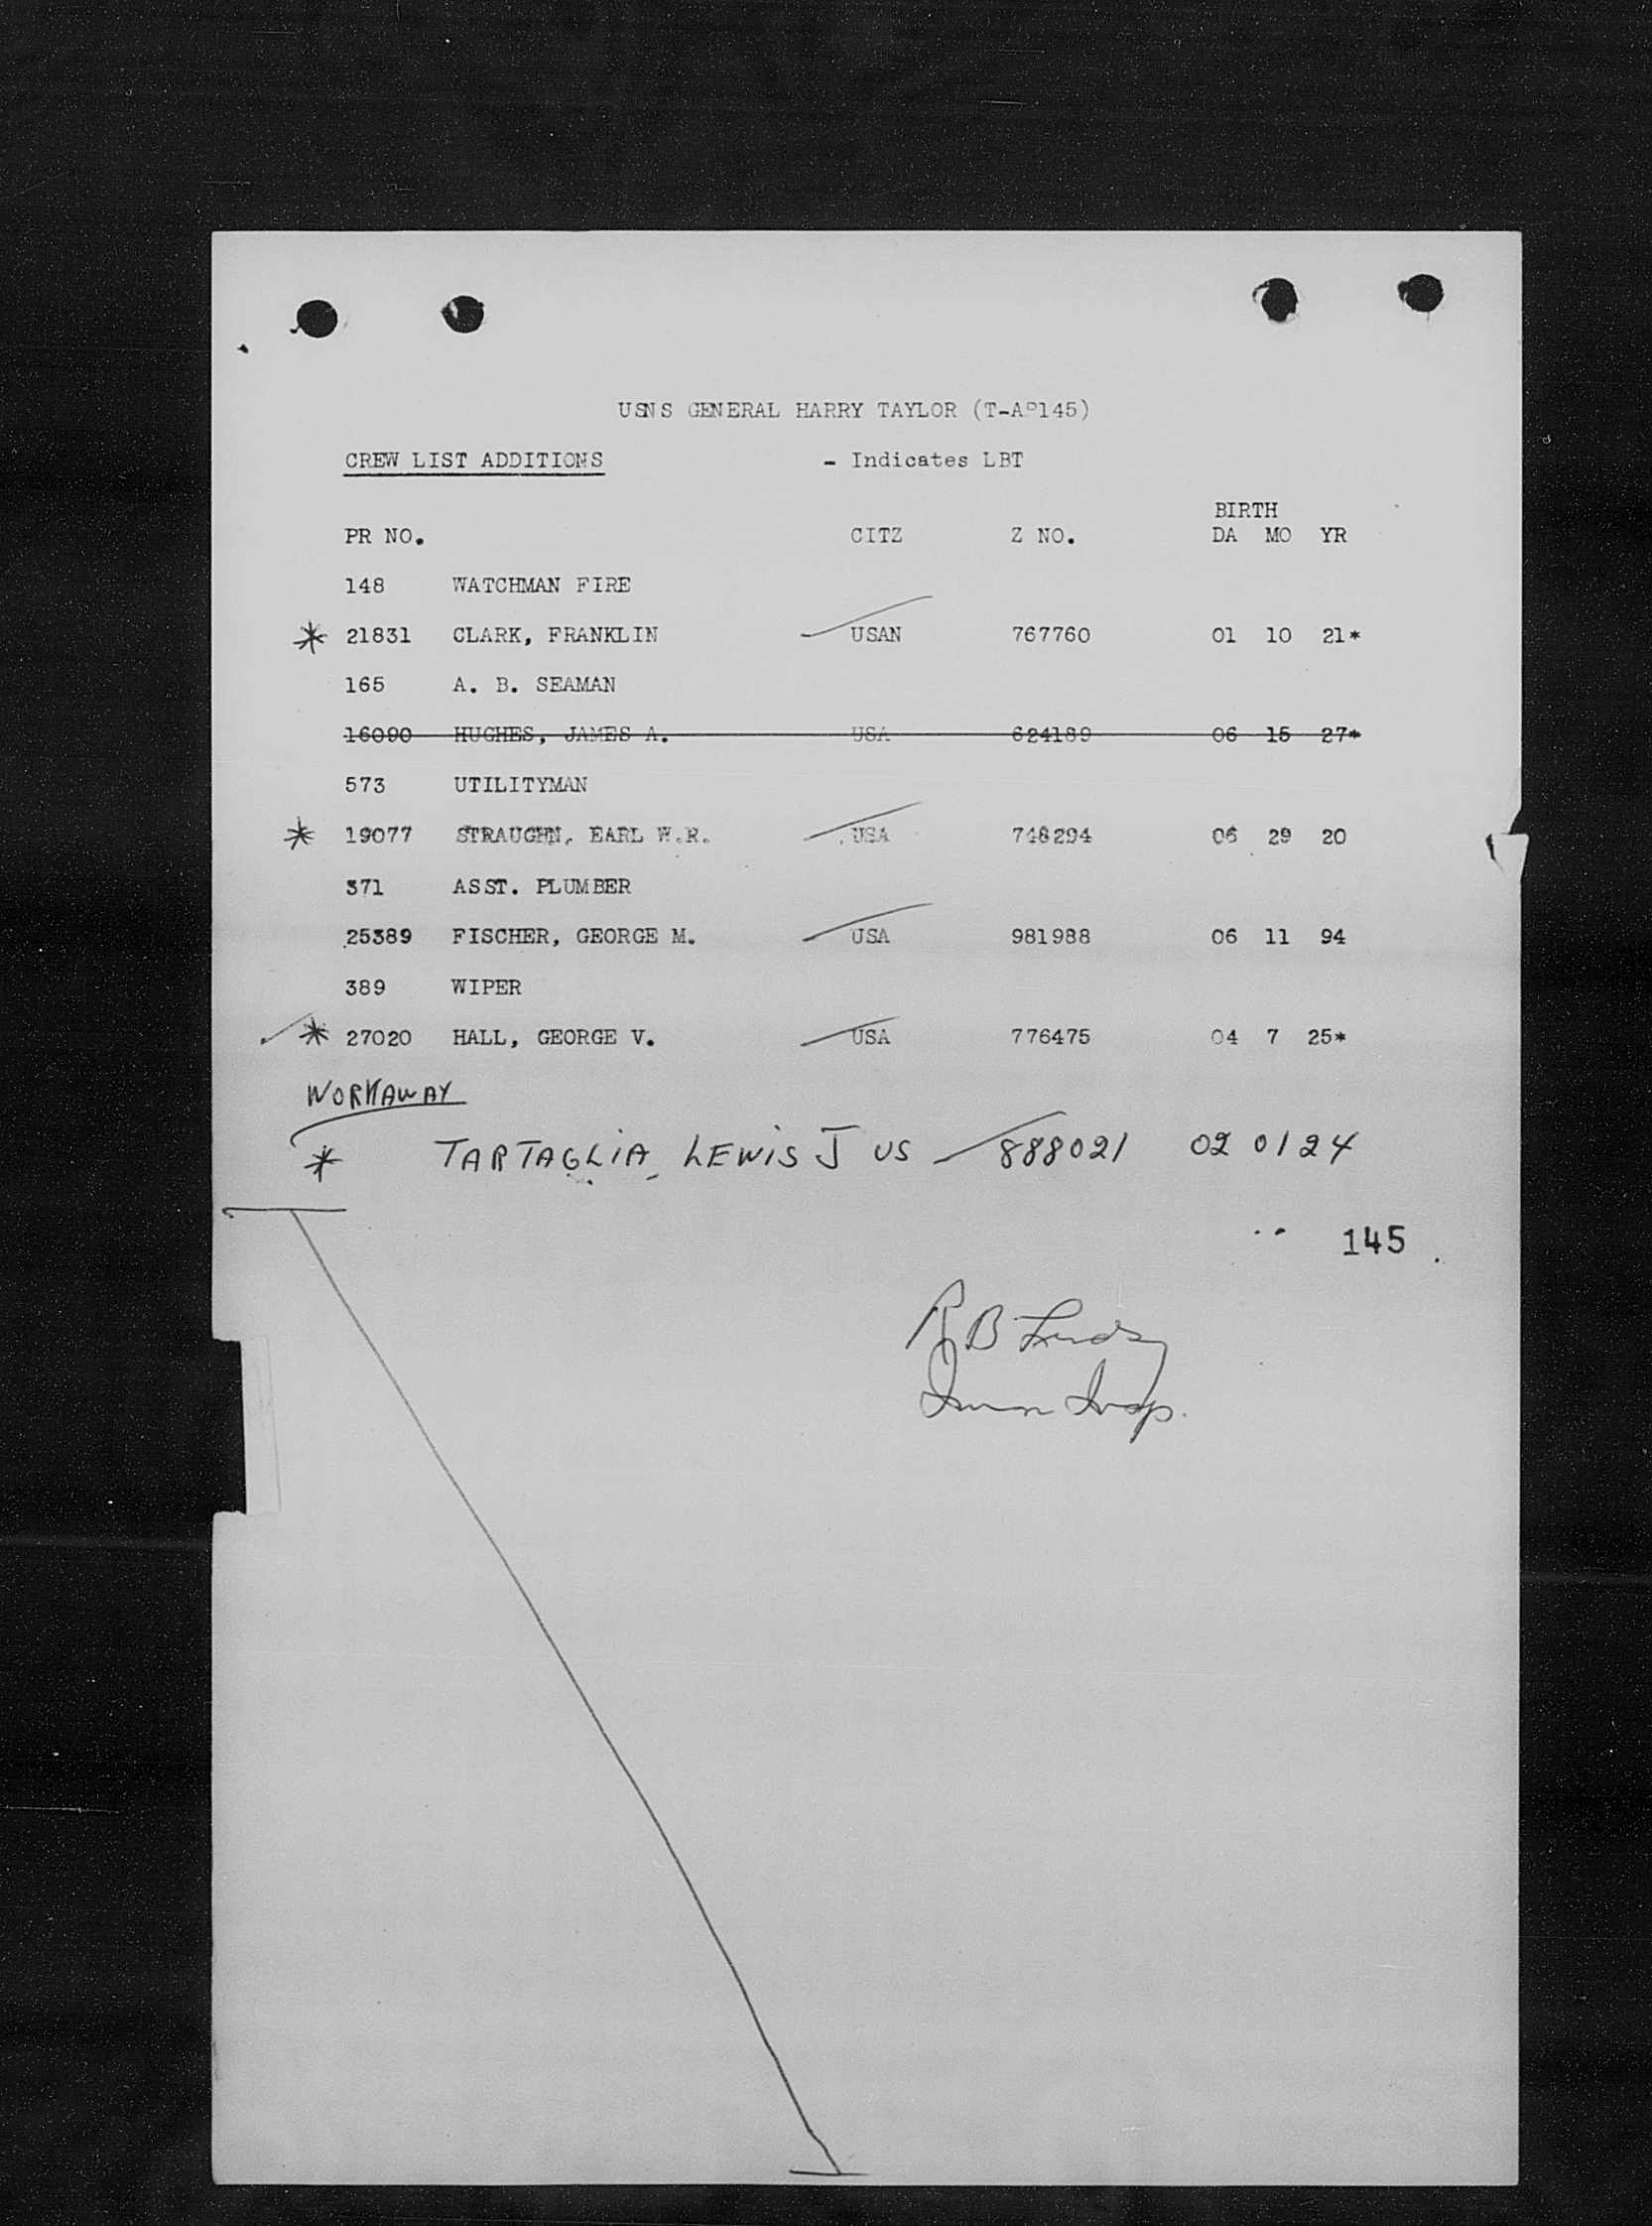 USNS GENERAL HARRY TAYLOR (T-AP145)
CREW LIST ADDITIONS - Indicates LBT
BIRTH
PR NO. CITZ Z NO. DA MO YR
148 WATCHMAN FIRE
* 21831 CLARK, FRANKLIN USAN 767760 01 10 21*
165 A. B. SEAMAN
16090 HUGHES, JAMES A. USA 624189 06 15 27*
573 UTILITYMAN
* 19077 STRAUGHN, EARL W.R. USA 748294 06 29 20
371 ASST. PLUMBER
25389 FISCHER, GEORGE M. USA 981988 06 11 94
389 WIPER
* 27020 HALL, GEORGE V. USA 776475 04 7 25*
WORKAWAY
* TARTAGLIA, LEWIS J US 888021 02 01 24
145
R B
Imm Insp.